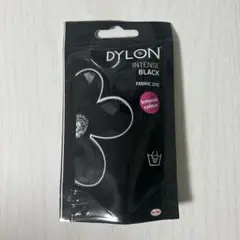 DYLON
INTENSE
BLACK
FABRIC DYE